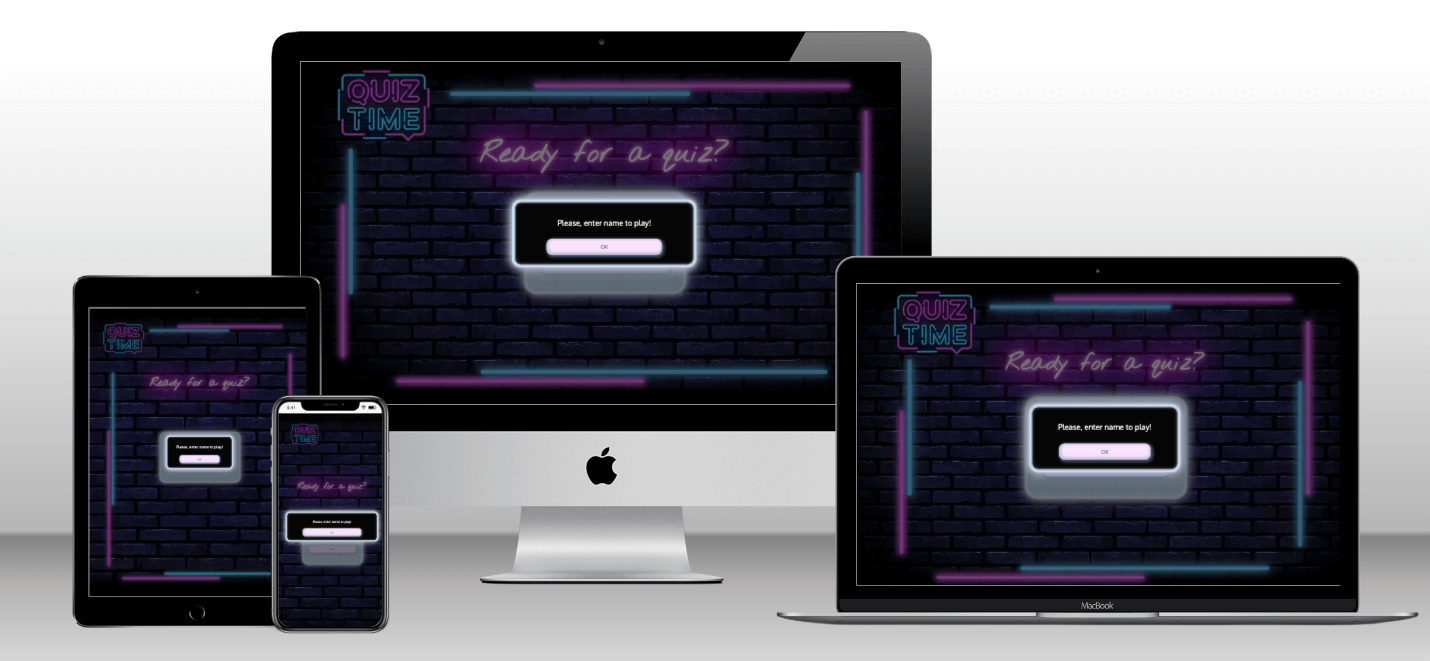 QUIZ
TIME
Ready for a quiz?
Please, enter name to play!
OK
QUIZ
TIME
Ready for a quiz?
Please, enter name to play!
OK
MacBook
QUIZ
TIME
Ready for a quiz?
Please, enter name to play!
9:41
QUIZ
TIME
Ready for a quiz?
Please, enter name to play